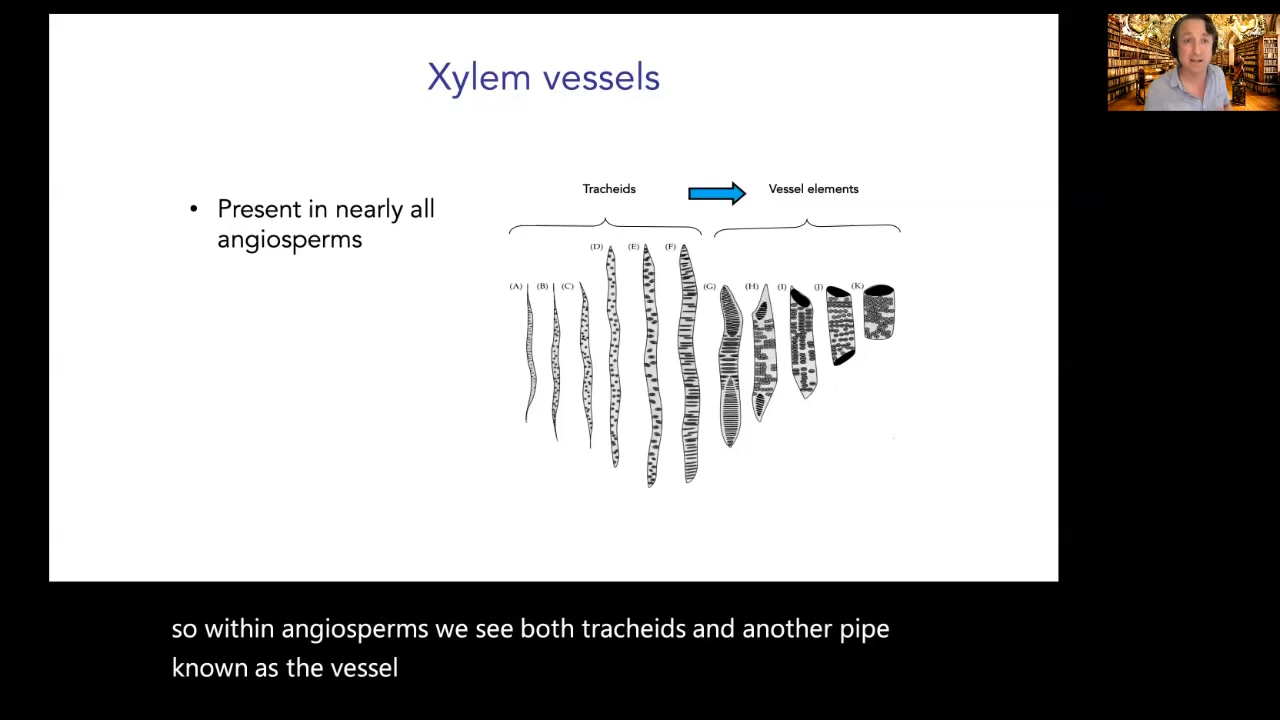 Xylem vessels
• Present in nearly all
angiosperms
Tracheids
Vessel elements
(A) (B) (C) (D) (E) (F) (G) (H) (I) (J) (K)
so within angiosperms we see both tracheids and another pipe
known as the vessel